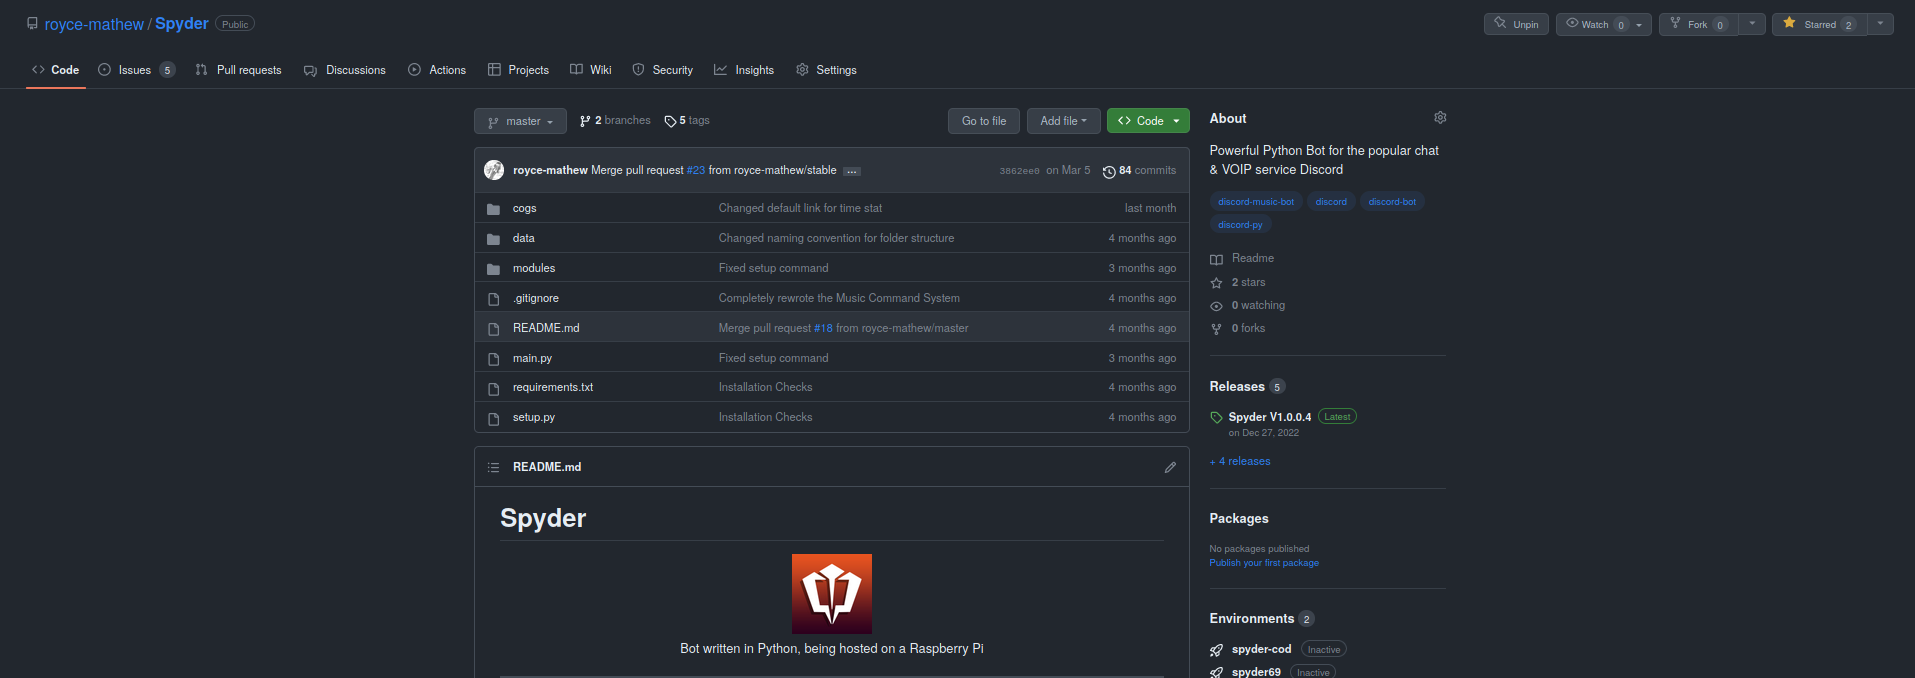 royce-mathew / Spyder Public
Unpin Watch 0 Fork 0 Starred 2
Code Issues 5 Pull requests Discussions Actions Projects Wiki Security Insights Settings
master 2 branches 5 tags Go to file Add file Code
royce-mathew Merge pull request #23 from royce-mathew/stable ... 3862ee0 on Mar 5 84 commits
cogs Changed default link for time stat last month
data Changed naming convention for folder structure 4 months ago
modules Fixed setup command 3 months ago
.gitignore Completely rewrote the Music Command System 4 months ago
README.md Merge pull request #18 from royce-mathew/master 4 months ago
main.py Fixed setup command 3 months ago
requirements.txt Installation Checks 4 months ago
setup.py Installation Checks 4 months ago
README.md
Spyder
Bot written in Python, being hosted on a Raspberry Pi
About
Powerful Python Bot for the popular chat
& VOIP service Discord
discord-music-bot discord discord-bot
discord-py
Readme
2 stars
0 watching
0 forks
Releases 5
Spyder V1.0.0.4 Latest
on Dec 27, 2022
+ 4 releases
Packages
No packages published
Publish your first package
Environments 2
spyder-cod Inactive
spyder69 Inactive